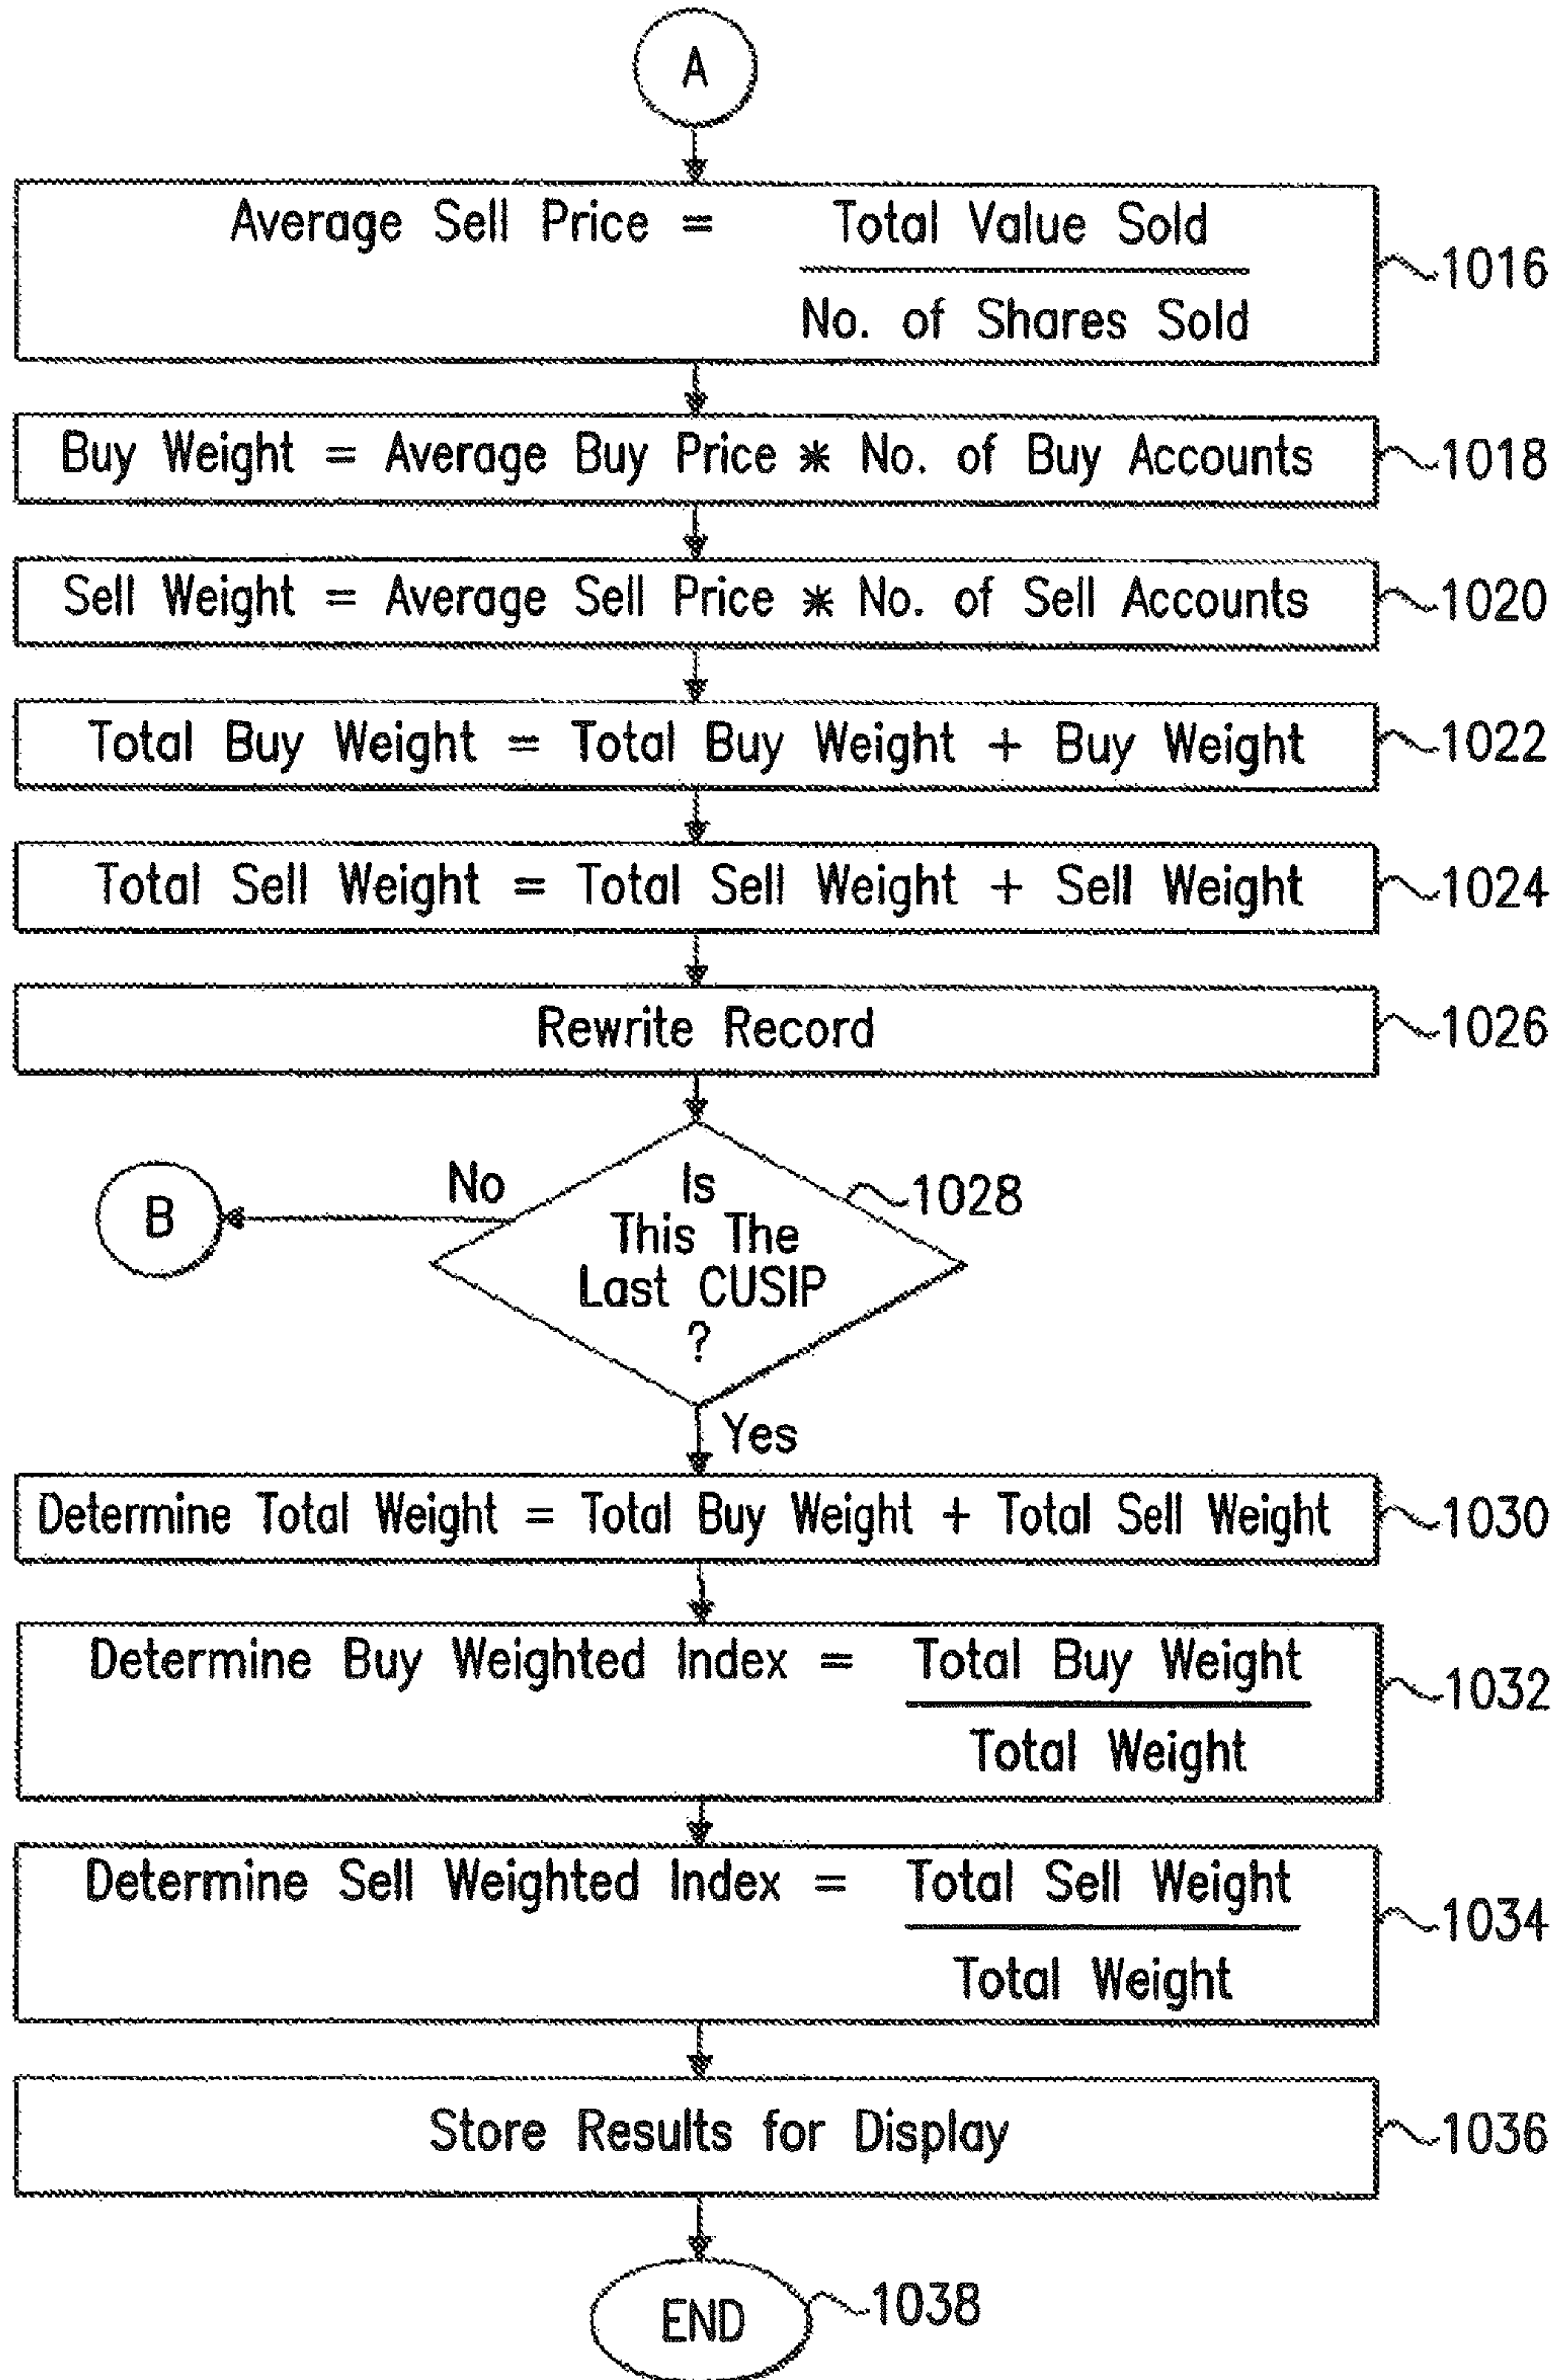 A
Average Sell Price = Total Value Sold
No. of Shares Sold
1016
Buy Weight = Average Buy Price * No. of Buy Accounts
1018
Sell Weight = Average Sell Price * No. of Sell Accounts
1020
Total Buy Weight = Total Buy Weight + Buy Weight
1022
Total Sell Weight = Total Sell Weight + Sell Weight
1024
Rewrite Record
1026
Is
This The
Last CUSIP
?
1028
No
B
Yes
Determine Total Weight = Total Buy Weight + Total Sell Weight
1030
Determine Buy Weighted Index = Total Buy Weight
Total Weight
1032
Determine Sell Weighted Index = Total Sell Weight
Total Weight
1034
Store Results for Display
1036
END
1038